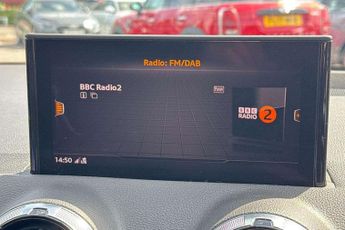 Radio: FM/DAB
BBC Radio2
BBC
RADIO 2
14:50